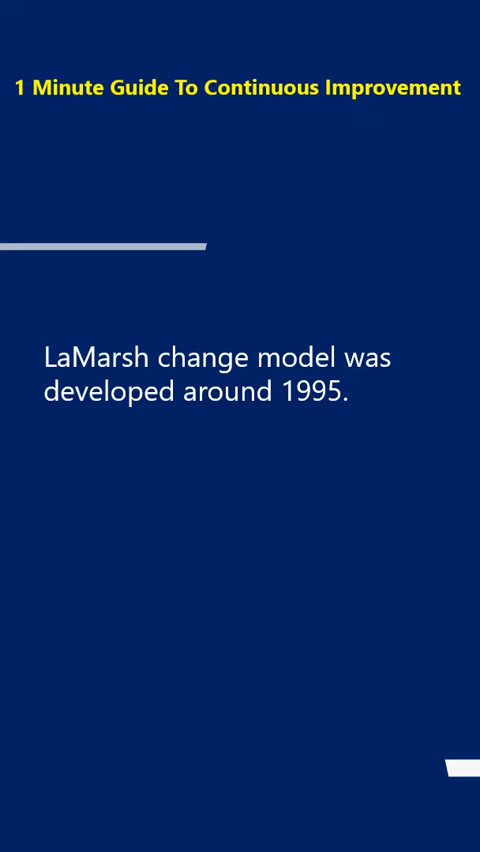 1 Minute Guide To Continuous Improvement
LaMarsh change model was
developed around 1995.